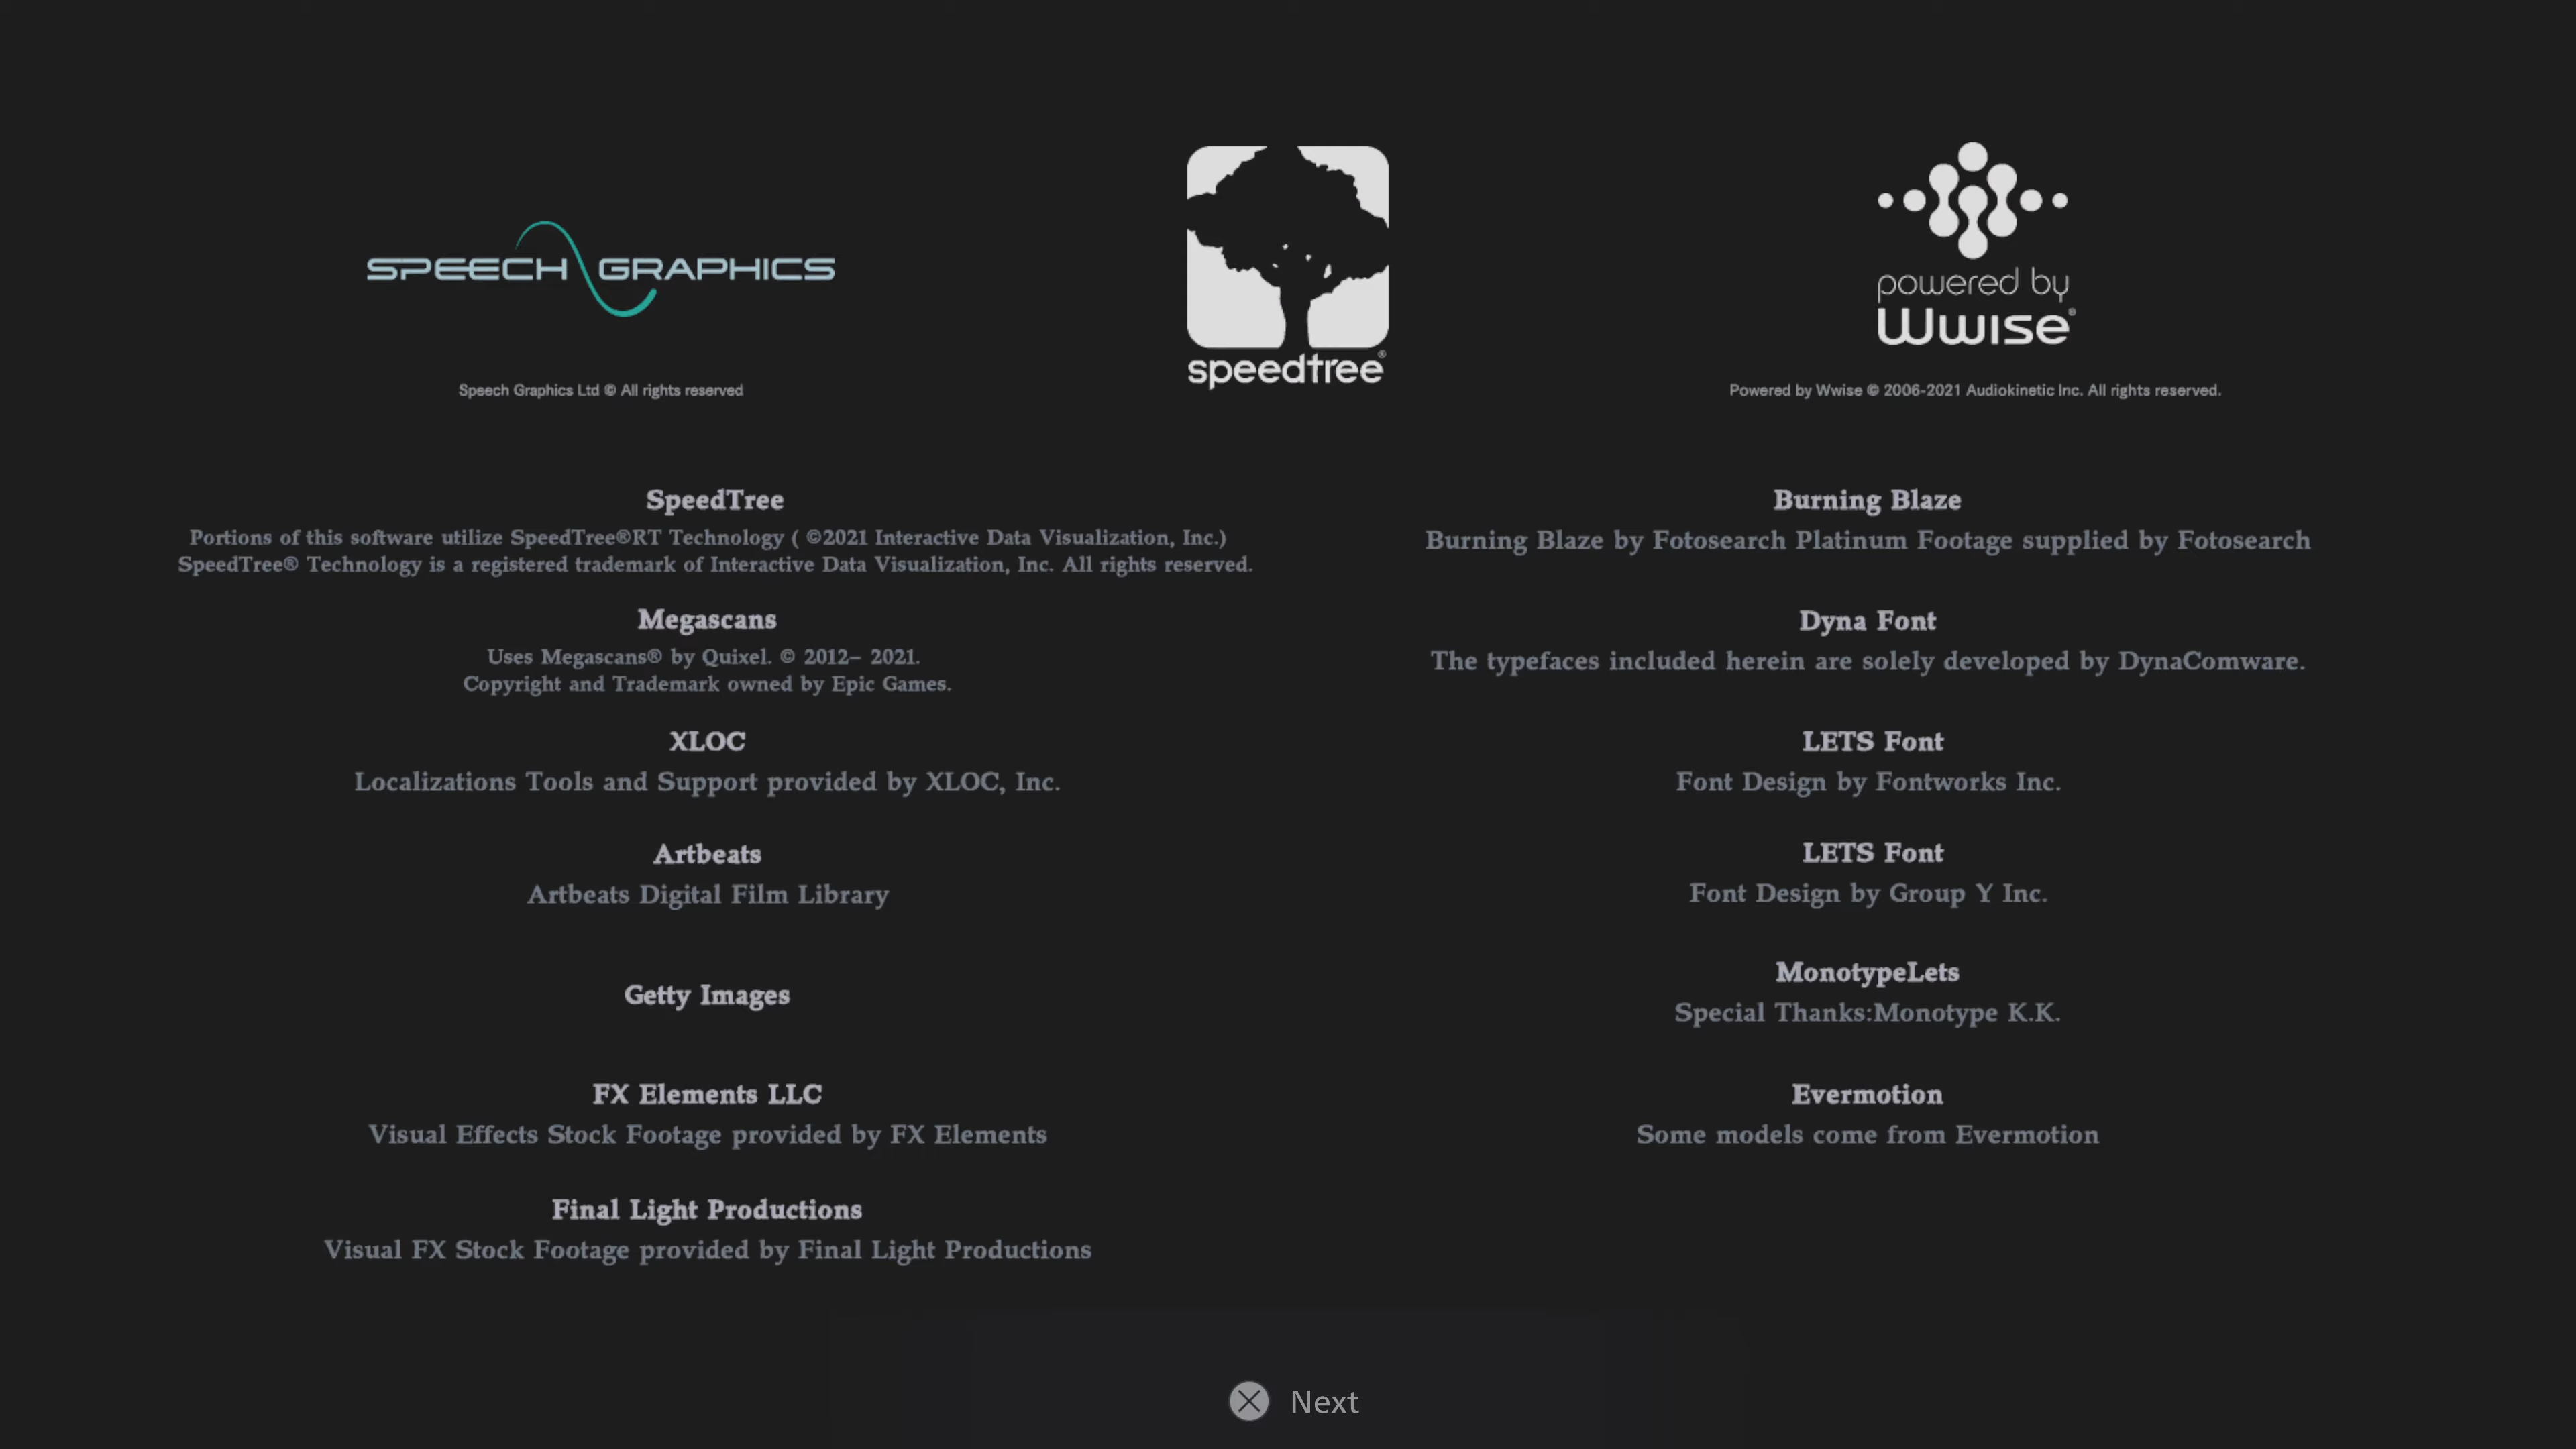 SPEECH GRAPHICS
Speech Graphics Ltd © All rights reserved
speedtree®
powered by
Wwise®
Powered by Wwise © 2006-2021 Audiokinetic Inc. All rights reserved.
SpeedTree
Portions of this software utilize SpeedTree®RT Technology ( ©2021 Interactive Data Visualization, Inc.)
SpeedTree® Technology is a registered trademark of Interactive Data Visualization, Inc. All rights reserved.
Megascans
Uses Megascans® by Quixel. © 2012– 2021.
Copyright and Trademark owned by Epic Games.
XLOC
Localizations Tools and Support provided by XLOC, Inc.
Artbeats
Artbeats Digital Film Library
Getty Images
FX Elements LLC
Visual Effects Stock Footage provided by FX Elements
Final Light Productions
Visual FX Stock Footage provided by Final Light Productions
Burning Blaze
Burning Blaze by Fotosearch Platinum Footage supplied by Fotosearch
Dyna Font
The typefaces included herein are solely developed by DynaComware.
LETS Font
Font Design by Fontworks Inc.
LETS Font
Font Design by Group Y Inc.
MonotypeLets
Special Thanks:Monotype K.K.
Evermotion
Some models come from Evermotion
Next